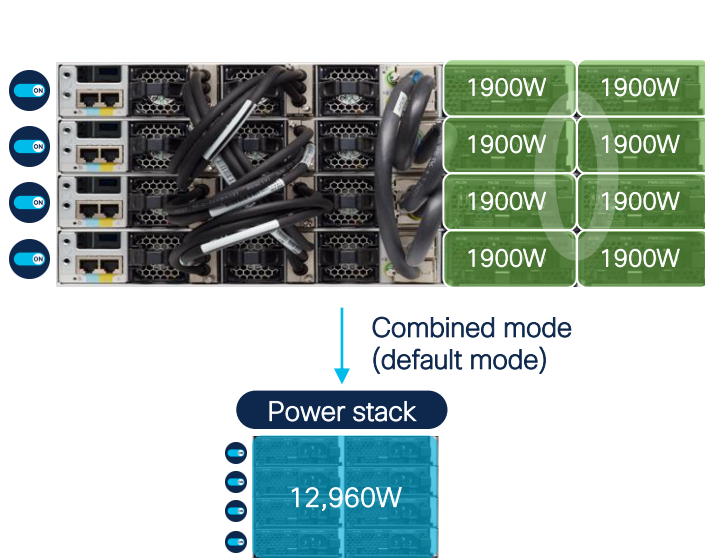 ON
1900W 1900W
ON
1900W 1900W
ON
1900W 1900W
ON
1900W 1900W
Combined mode
(default mode)
Power stack
12,960W